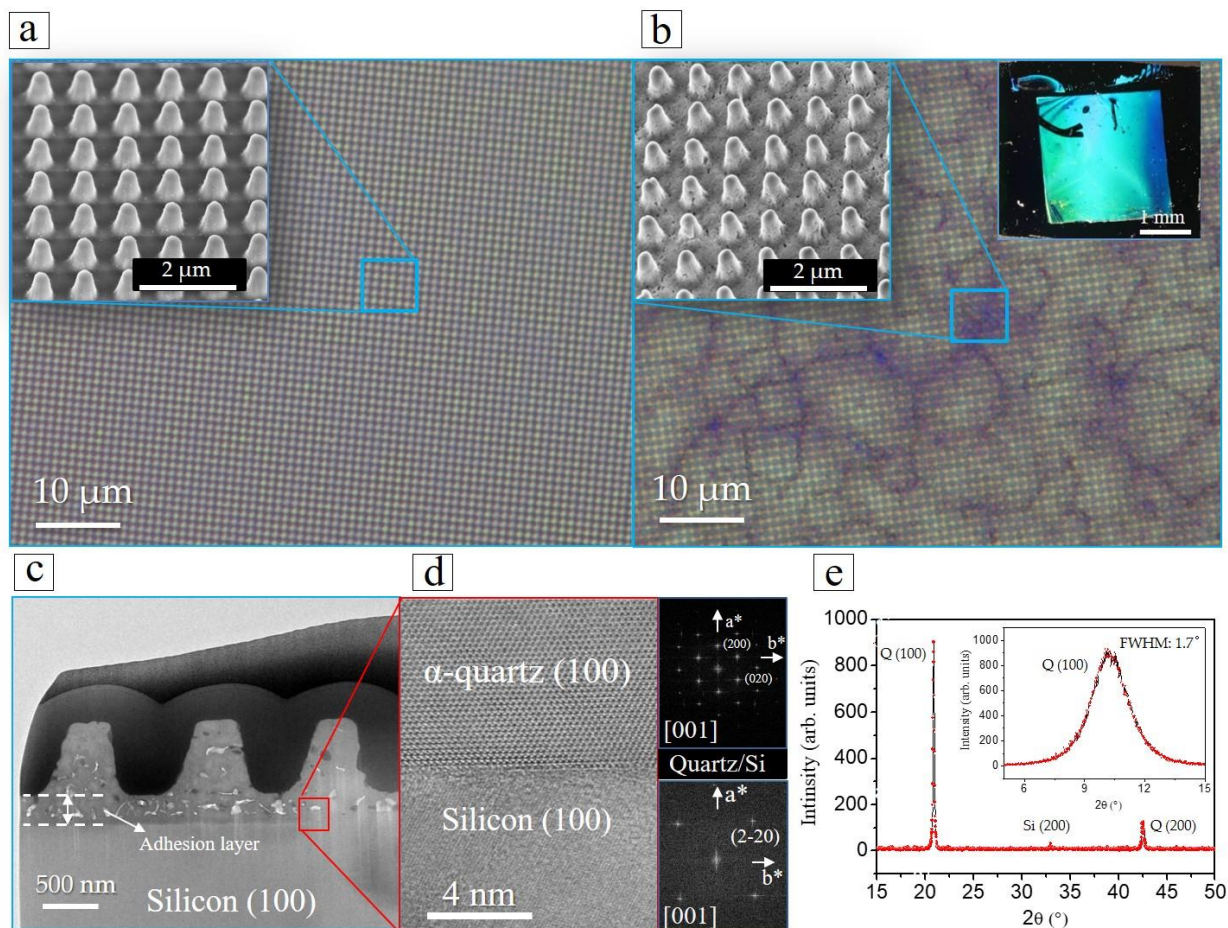 a
b
2 μm
10 μm
2 μm
1 mm
10 μm
c
Adhesion layer
500 nm
Silicon (100)
d
α-quartz (100)
Silicon (100)
4 nm
a*
(200)
b*
(020)
[001]
Quartz/Si
a*
(2-20)
b*
[001]
e
1000
800
600
400
200
0
Intinsity (arb. units)
15 20 25 30 35 40 45 50
2θ (°)
Q (100)
Si (200)
Q (200)
FWHM: 1.7°
Q (100)
Intensity (arb. units)
1000
800
600
400
200
0
6 9 12 15
2θ (°)